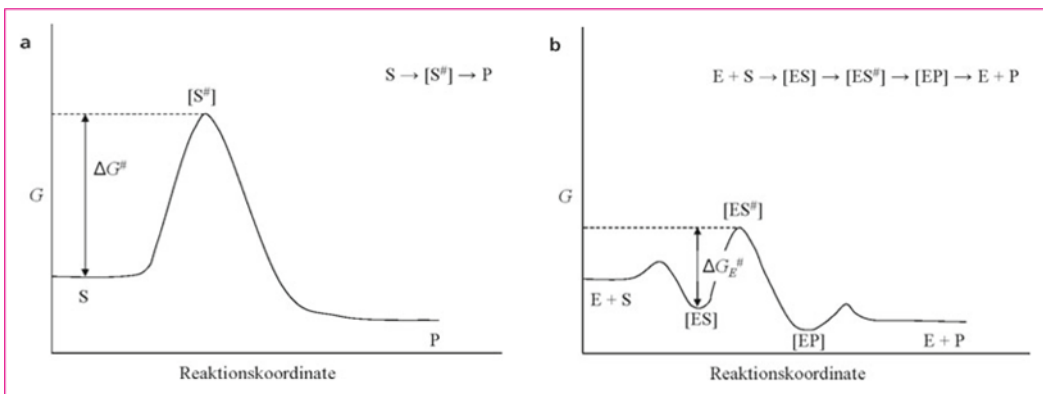 a
S → [S#] → P
[S#]
ΔG#
G
S
P
Reaktionskoordinate
b
E + S → [ES] → [ES#] → [EP] → E + P
[ES#]
G
ΔGE#
E + S
[ES]
[EP]
E + P
Reaktionskoordinate